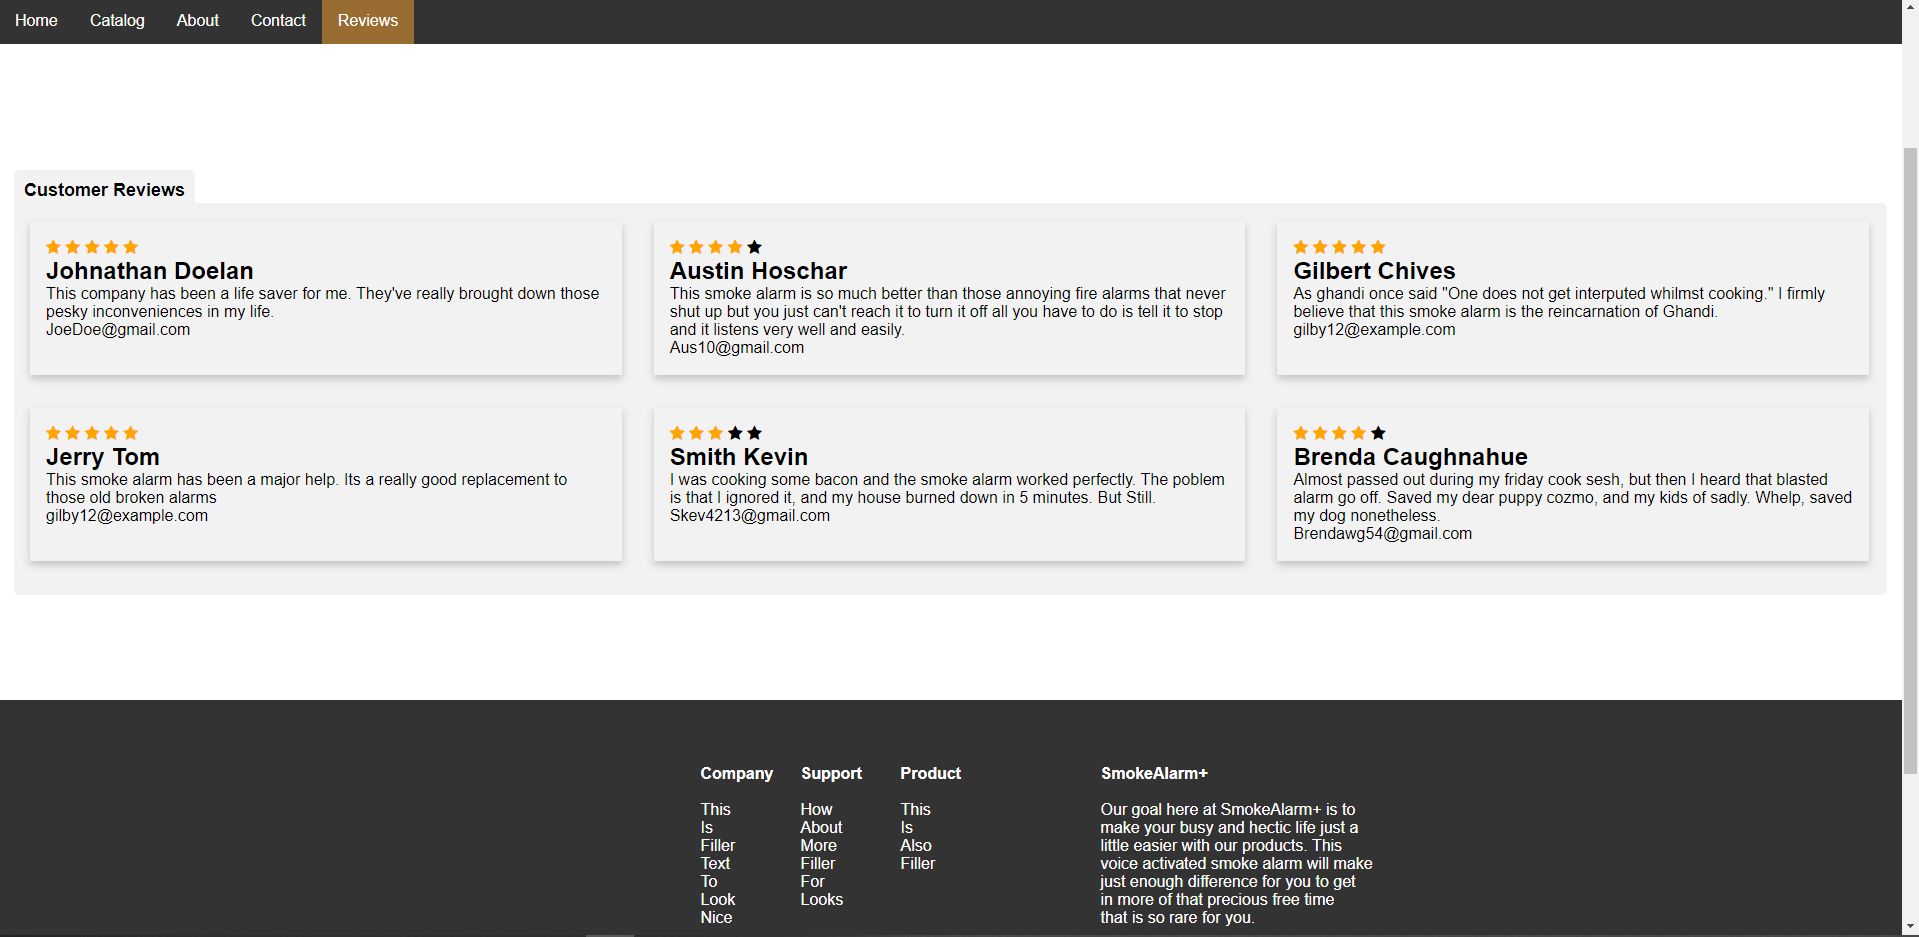 Home Catalog About Contact Reviews
Customer Reviews
Johnathan Doelan
This company has been a life saver for me. They've really brought down those
pesky inconveniences in my life.
JoeDoe@gmail.com
Austin Hoschar
This smoke alarm is so much better than those annoying fire alarms that never
shut up but you just can't reach it to turn it off all you have to do is tell it to stop
and it listens very well and easily.
Aus10@gmail.com
Gilbert Chives
As ghandi once said "One does not get interputed whilmst cooking." I firmly
believe that this smoke alarm is the reincarnation of Ghandi.
gilby12@example.com
Jerry Tom
This smoke alarm has been a major help. Its a really good replacement to
those old broken alarms
gilby12@example.com
Smith Kevin
I was cooking some bacon and the smoke alarm worked perfectly. The poblem
is that I ignored it, and my house burned down in 5 minutes. But Still.
Skev4213@gmail.com
Brenda Caughnahue
Almost passed out during my friday cook sesh, but then I heard that blasted
alarm go off. Saved my dear puppy cozmo, and my kids of sadly. Whelp, saved
my dog nonetheless.
Brendawg54@gmail.com
Company
This
Is
Filler
Text
To
Look
Nice
Support
How
About
More
Filler
For
Looks
Product
This
Is
Also
Filler
SmokeAlarm+
Our goal here at SmokeAlarm+ is to
make your busy and hectic life just a
little easier with our products. This
voice activated smoke alarm will make
just enough difference for you to get
in more of that precious free time
that is so rare for you.